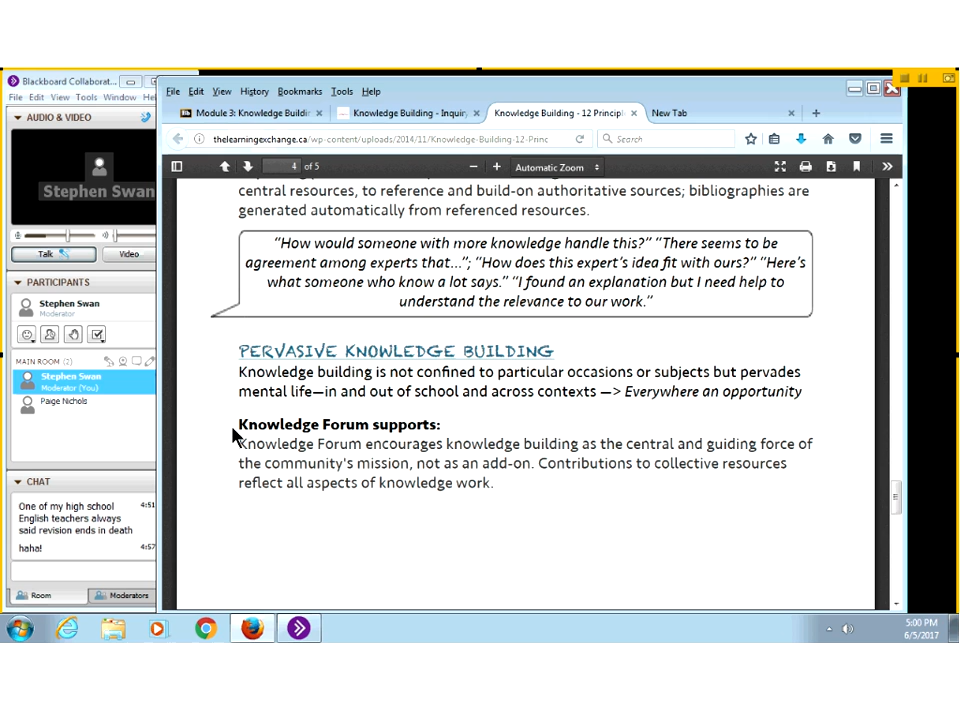 Blackboard Collaborat...
File Edit View Tools Window Hel
AUDIO & VIDEO
Stephen Swan
Talk
Video
PARTICIPANTS
Stephen Swan
Moderator
MAIN ROOM (2)
Stephen Swan
Moderator (You)
Paige Nichols
CHAT
One of my high school 4:51
English teachers always
said revision ends in death
haha! 4:57
Room
Moderators
File Edit View History Bookmarks Tools Help
Module 3: Knowledge Buildin
Knowledge Building - Inquiry
Knowledge Building - 12 Principl
New Tab
thelearningexchange.ca/wp-content/uploads/2014/11/Knowledge-Building-12-Princ
Search
4 of 5
Automatic Zoom
central resources, to reference and build-on authoritative sources; bibliographies are
generated automatically from referenced resources.
"How would someone with more knowledge handle this?" "There seems to be
agreement among experts that..."; "How does this expert's idea fit with ours?" "Here's
what someone who know a lot says." "I found an explanation but I need help to
understand the relevance to our work."
PERVASIVE KNOWLEDGE BUILDING
Knowledge building is not confined to particular occasions or subjects but pervades
mental life—in and out of school and across contexts —> Everywhere an opportunity
Knowledge Forum supports:
Knowledge Forum encourages knowledge building as the central and guiding force of
the community's mission, not as an add-on. Contributions to collective resources
reflect all aspects of knowledge work.
5:00 PM
6/5/2017